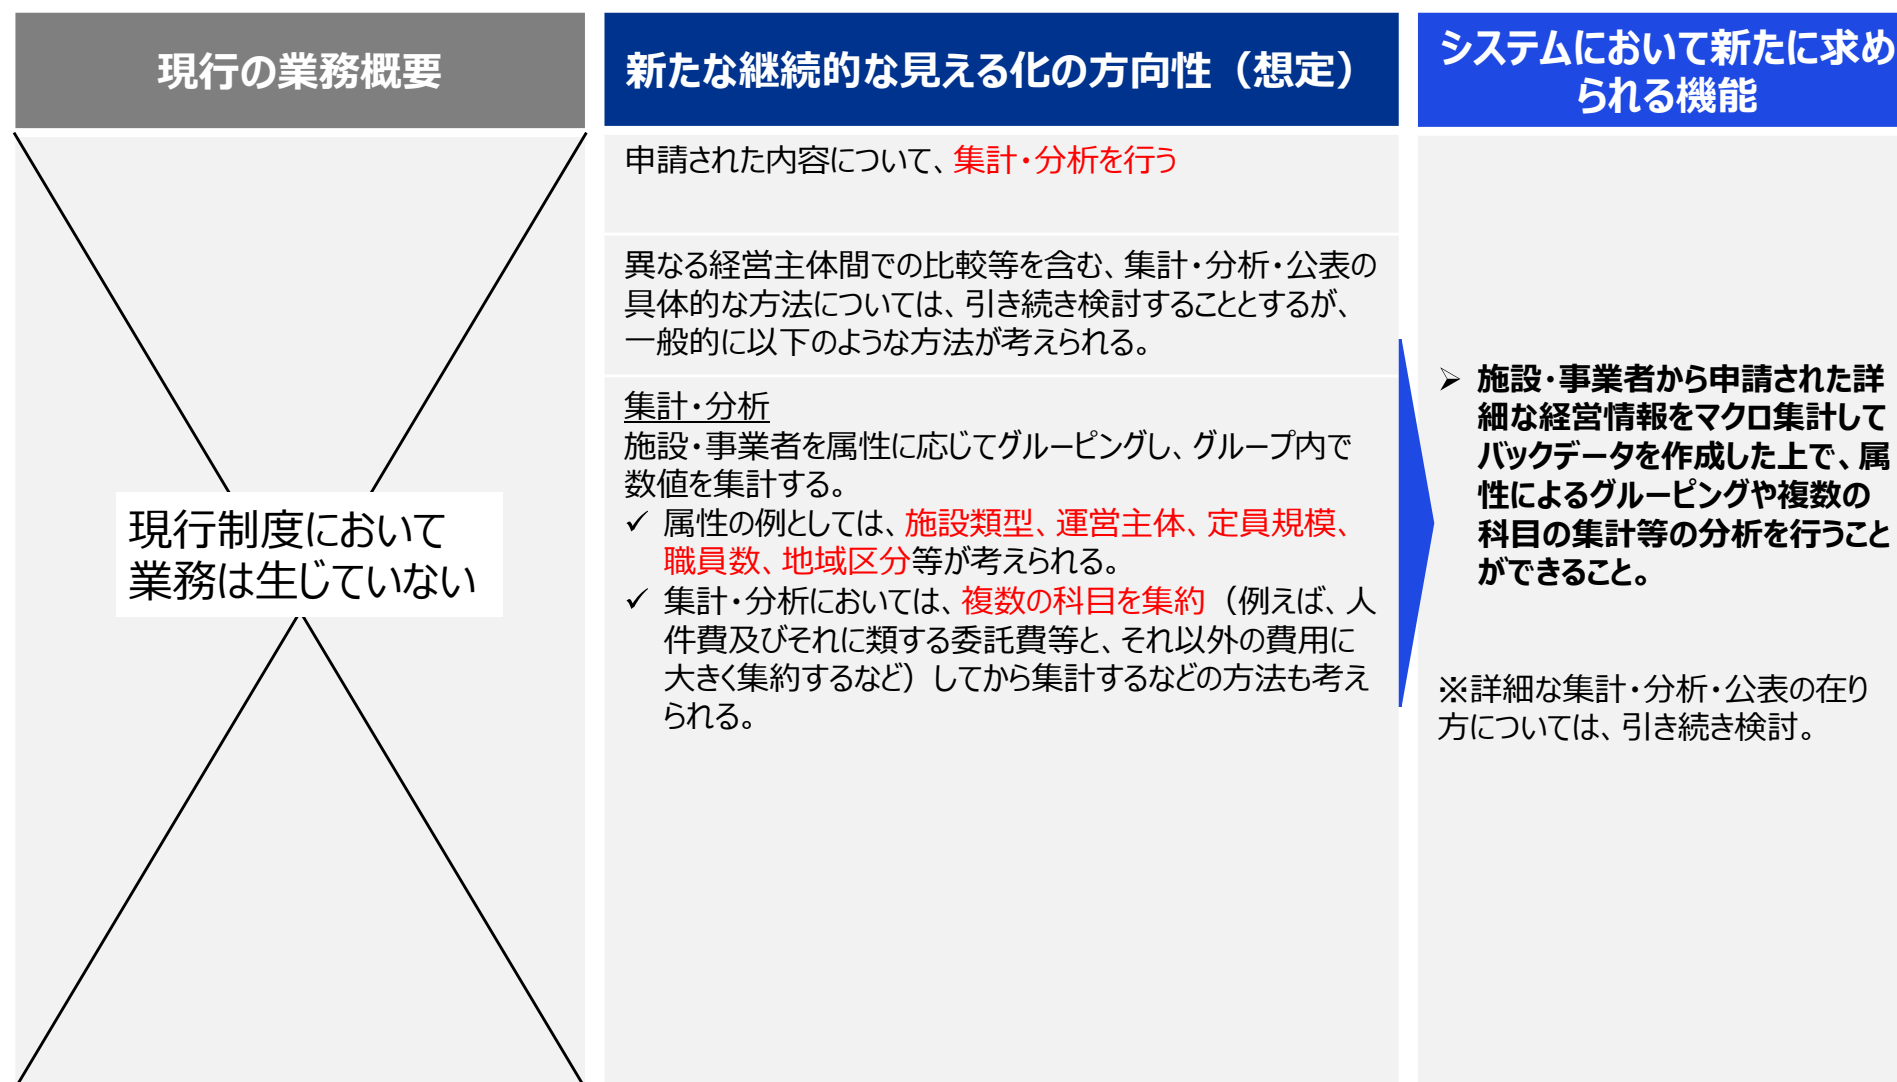 現行の業務概要
新たな継続的な見える化の方向性（想定）
システムにおいて新たに求め
られる機能
現行制度において
業務は生じていない
申請された内容について、集計・分析を行う
異なる経営主体間での比較等を含む、集計・分析・公表の
具体的な方法については、引き続き検討することとするが、
一般的に以下のような方法が考えられる。
集計・分析
施設・事業者を属性に応じてグルーピングし、グループ内で
数値を集計する。
✓ 属性の例としては、施設類型、運営主体、定員規模、
職員数、地域区分等が考えられる。
✓ 集計・分析においては、複数の科目を集約（例えば、人
件費及びそれに類する委託費等と、それ以外の費用に
大きく集約するなど）してから集計するなどの方法も考え
られる。
➢ 施設・事業者から申請された詳
細な経営情報をマクロ集計して
バックデータを作成した上で、属
性によるグルーピングや複数の
科目の集計等の分析を行うこと
ができること。
※詳細な集計・分析・公表の在り
方については、引き続き検討。